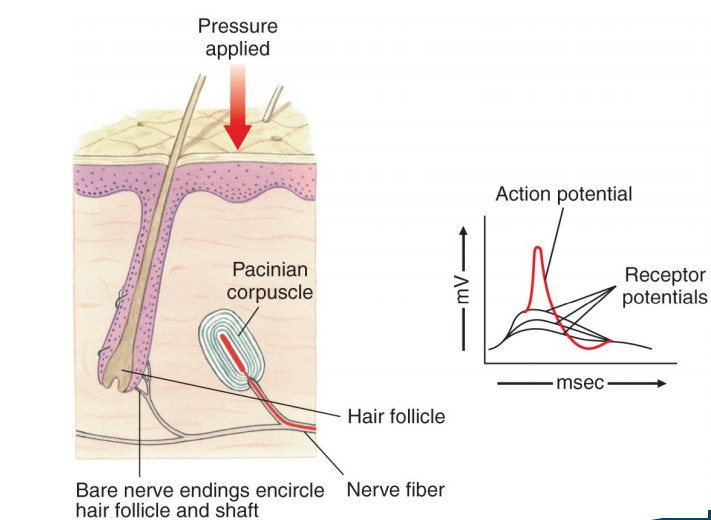 Pressure
applied
Pacinian
corpuscle
Hair follicle
Nerve fiber
Bare nerve endings encircle
hair follicle and shaft
Action potential
Receptor
potentials
mV
msec